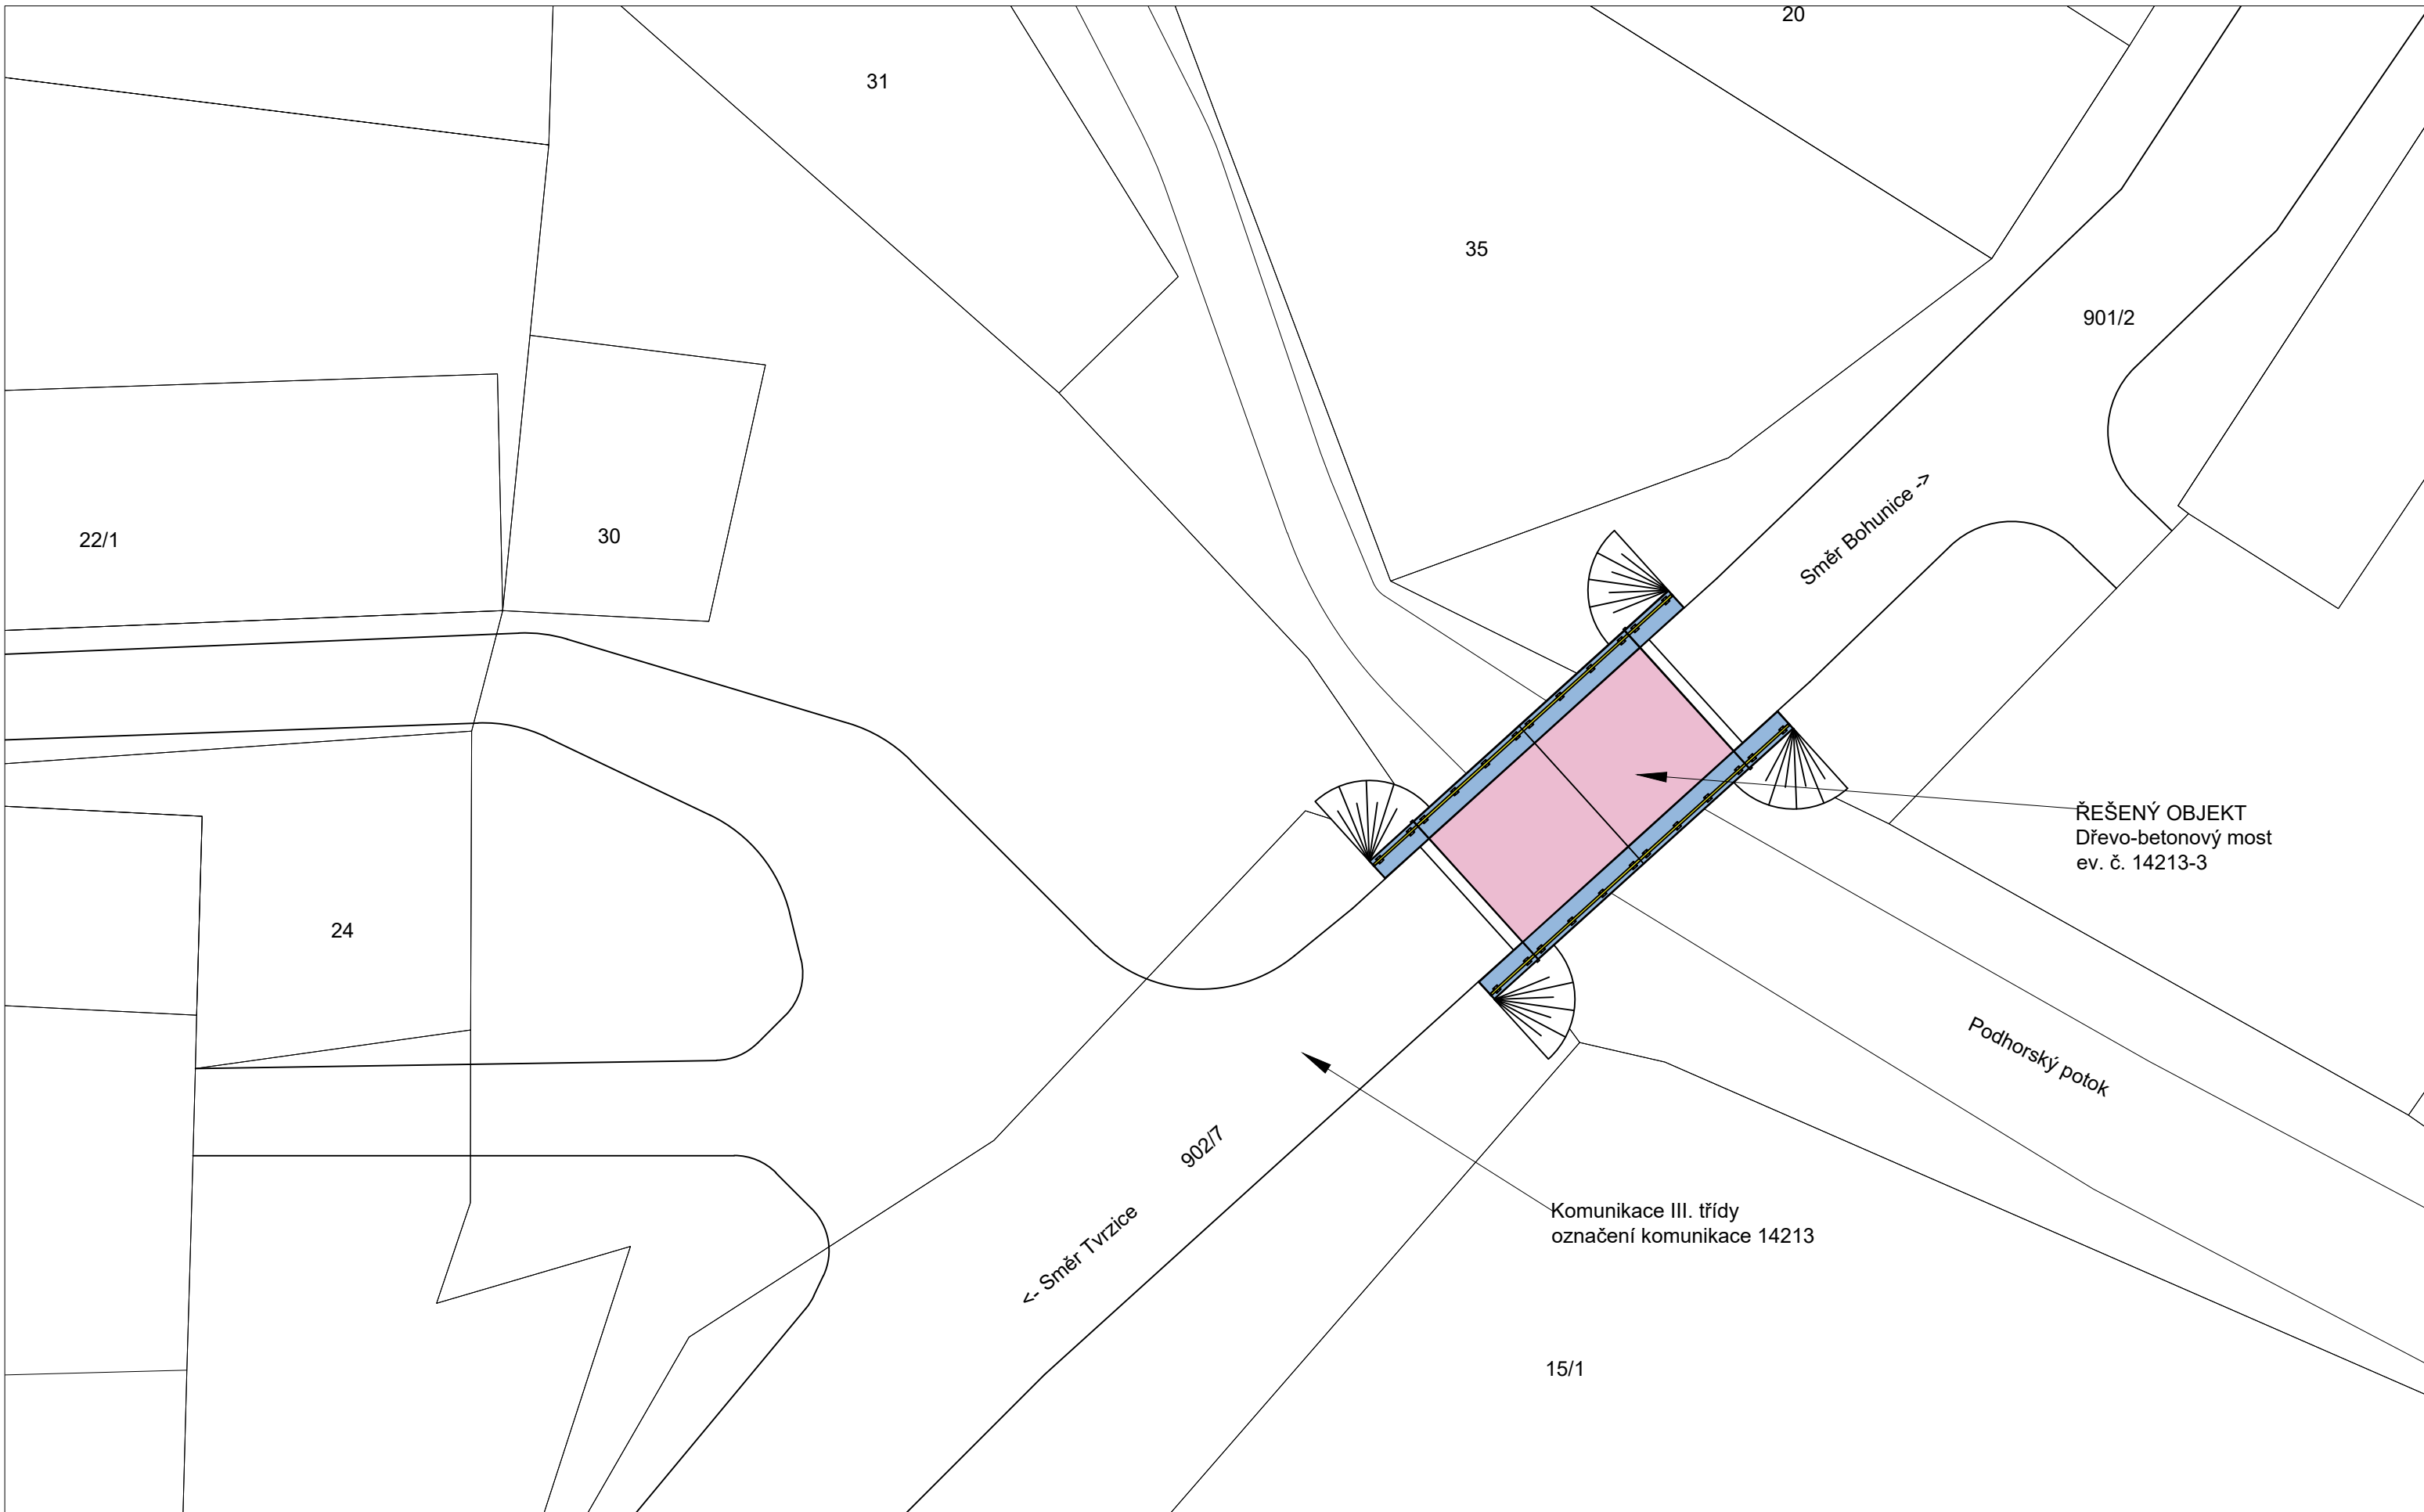 20
31
35
901/2
Směr Bohunice ->
22/1
30
ŘEŠENÝ OBJEKT
Dřevo-betonový most
ev. č. 14213-3
24
Podhorský potok
902/7
<- Směr Tvrzice
Komunikace III. třídy
označení komunikace 14213
15/1